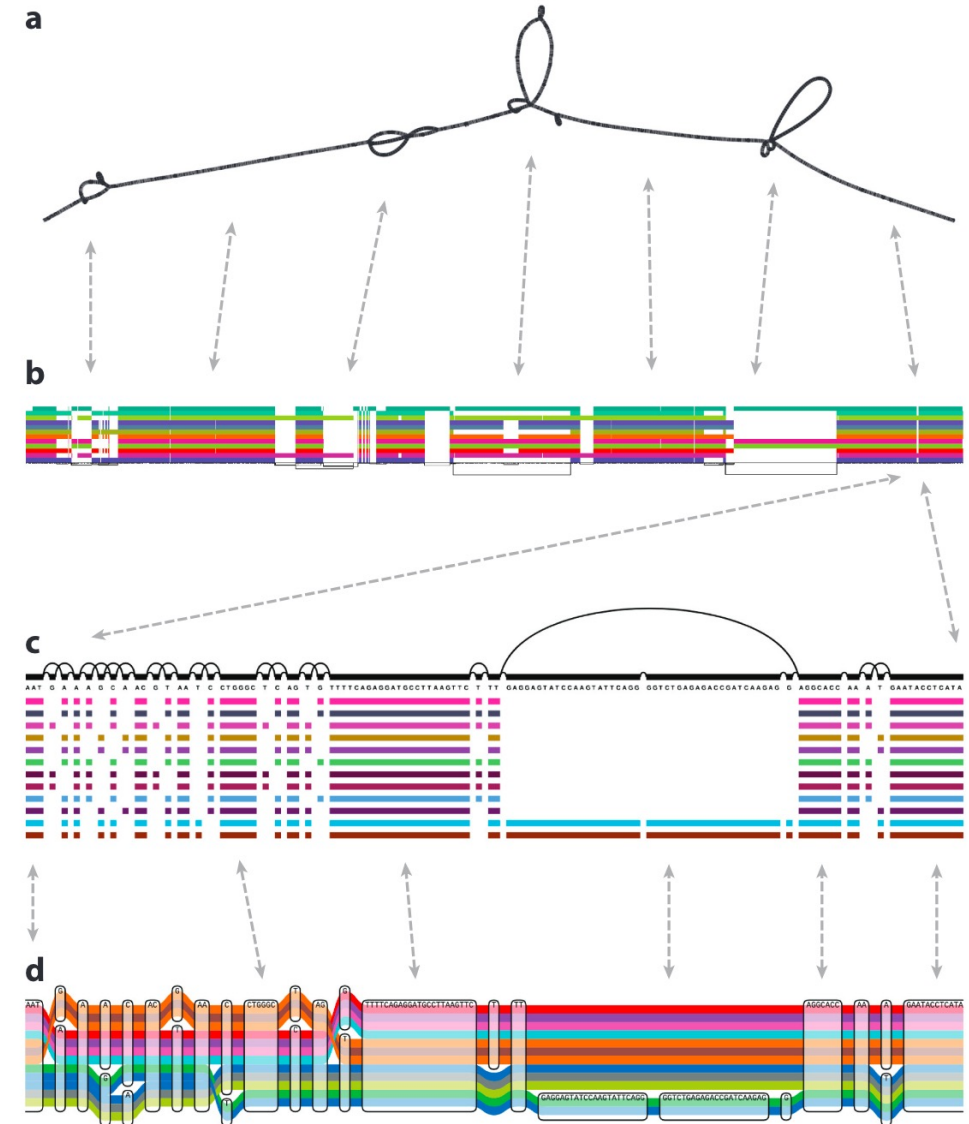 a
b
c
AAT G A A A G C A ACG T AA T C CTGGGC T C AG T G TTTTCAGAGGATGCCTTAAGTTC T TT GAGGAGTATCCAAGTATTCAGG GGTCTGAGAGACCGATCAAGAG G AGGCACC AA A T GAATACCTCATA
d
G G T G
AAT A A C AC AA C CTGGGC AG TTTTCAGAGGATGCCTTAAGTTC T TT AGGCACC AA A GAATACCTCATA
A T C T
G A T T
GAGGAGTATCCAAGTATTCAGG GGTCTGAGAGACCGATCAAGAG G